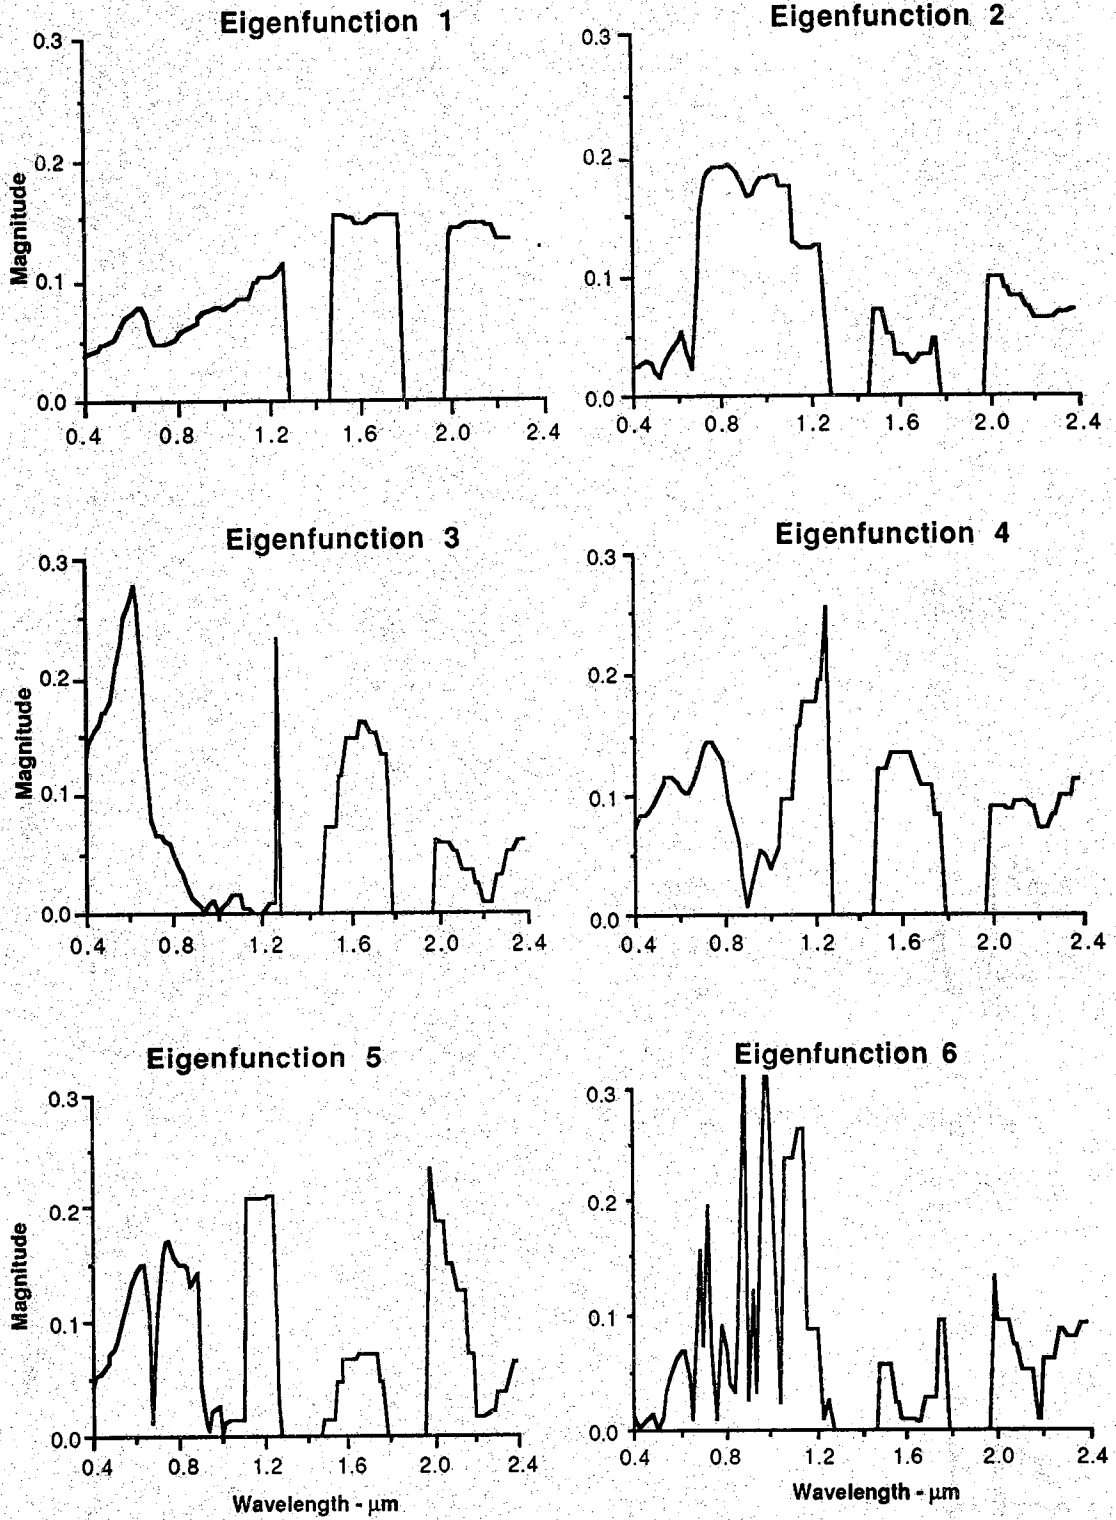 Eigenfunction 1
0.3
0.2
0.1
0.0
Magnitude
0.4 0.8 1.2 1.6 2.0 2.4
Eigenfunction 2
0.3
0.2
0.1
0.0
0.4 0.8 1.2 1.6 2.0 2.4
Eigenfunction 3
0.3
0.2
0.1
0.0
Magnitude
0.4 0.8 1.2 1.6 2.0 2.4
Eigenfunction 4
0.3
0.2
0.1
0.0
0.4 0.8 1.2 1.6 2.0 2.4
Eigenfunction 5
0.3
0.2
0.1
0.0
Magnitude
0.4 0.8 1.2 1.6 2.0 2.4
Wavelength - µm
Eigenfunction 6
0.3
0.2
0.1
0.0
0.4 0.8 1.2 1.6 2.0 2.4
Wavelength - µm